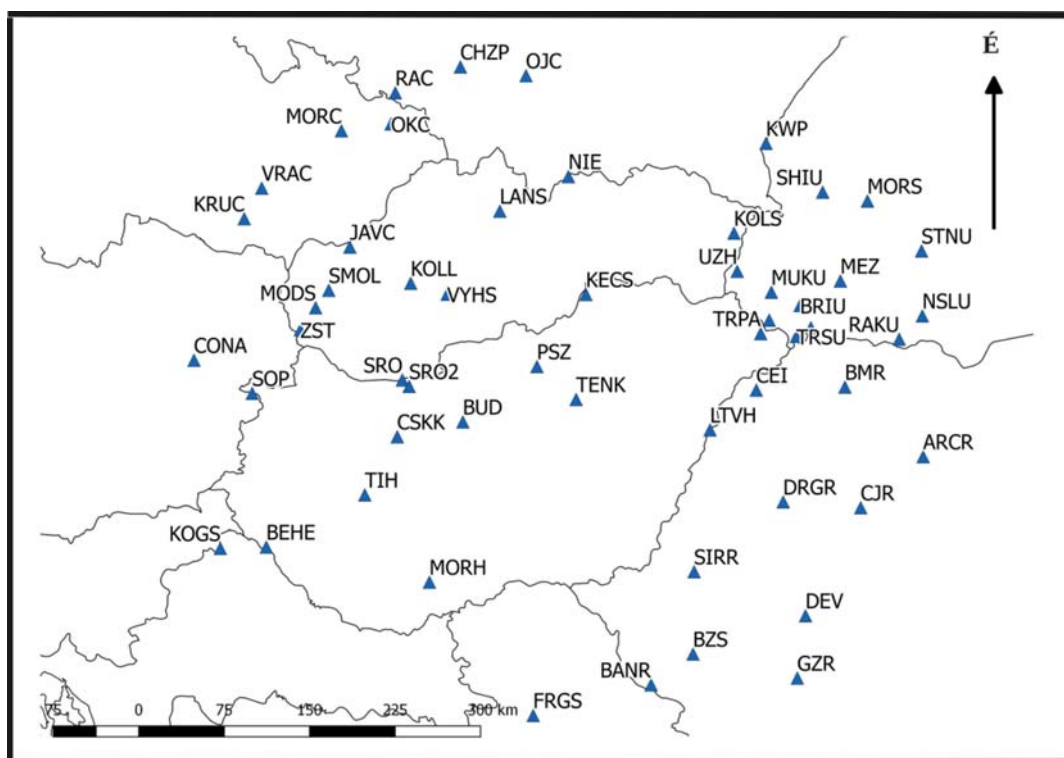 É
CHZP
OJC
RAC
MORC
OKC
KWP
VRAC
NIE
SHIU
MORS
KRUC
LANS
JAVC
KOLS
STNU
UZH
SMOL
KOLL
VYHS
KECS
MUKU
MEZ
MODS
BRIU
NSLU
ZST
TRPA
TRSU
RAKU
CONA
SRO
SRO2
PSZ
SOP
TENK
CEI
BMR
BUD
CSKK
LTVH
ARCR
TIH
DRGR
CJR
KOGS
BEHE
MORH
SIRR
DEV
BZS
BANR
GZR
FRGS
75 0 75 150 225 300 km